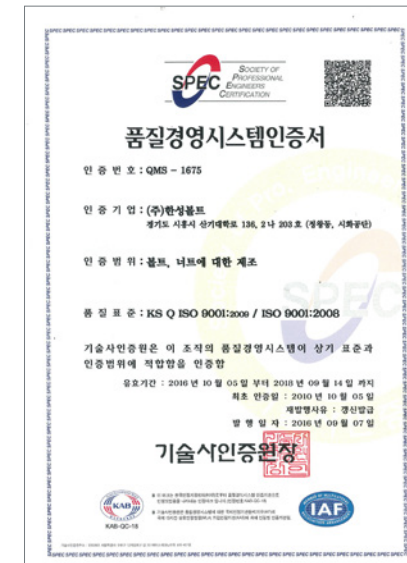 SPEC
SOCIETY OF
PROFESSIONAL
ENGINEERS
CERTIFICATION
품질경영시스템인증서
인 증 번 호 : QMS - 1675
인 증 기 업 : (주)한성볼트
경기도 시흥시 산기대학로 136, 2나 203호 (정왕동, 시화공단)
인 증 범 위 : 볼트, 너트에 대한 제조
품 질 표 준 : KS Q ISO 9001:2009 / ISO 9001:2008
기술사인증원은 이 조직의 품질경영시스템이 상기 표준과
인증범위에 적합함을 인증함
유효기간 : 2016 년 10 월 05 일 부터 2018 년 09 월 14 일 까지
최초 인증일 : 2010 년 10 월 05 일
재발행사유 : 갱신발급
발 행 일 자 : 2016 년 09 월 07 일
기술사인증원장
KAB
KAB-QC-18
IAF